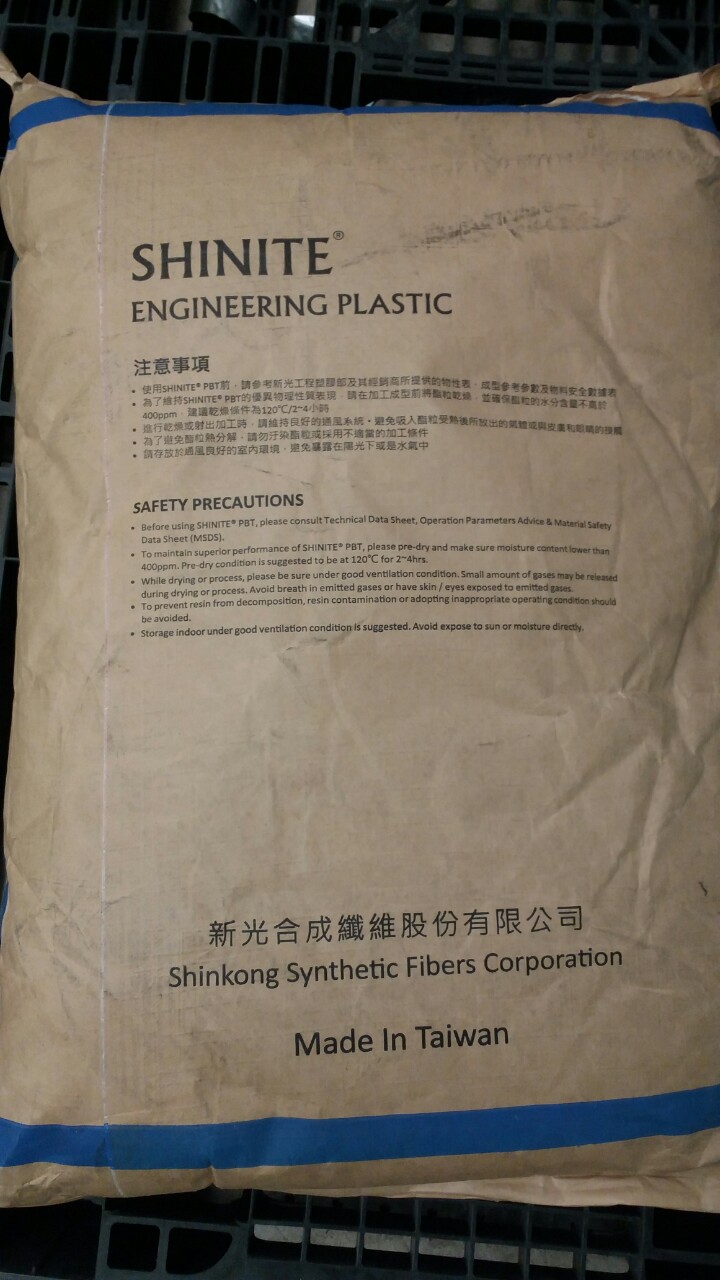 SHINITE®
ENGINEERING PLASTIC
注意事項
• 使用SHINITE® PBT前，請參考新光工程塑膠部及其經銷商所提供的物性表，成型參考參數及物料安全數據表
• 為了維持SHINITE® PBT的優異物理性質表現，請在加工成型前將酯粒乾燥，並確保酯粒的水分含量不高於
400ppm，建議乾燥條件為120℃/2~4小時
• 進行乾燥或射出加工時，請維持良好的通風系統，避免吸入酯粒受熱後所放出的氣體或與皮膚和眼睛的接觸
• 為了避免酯粒熱分解，請勿汙染酯粒或採用不適當的加工條件
• 請存放於通風良好的室內環境，避免暴露在陽光下或是水氣中
SAFETY PRECAUTIONS
• Before using SHINITE® PBT, please consult Technical Data Sheet, Operation Parameters Advice & Material Safety
Data Sheet (MSDS).
• To maintain superior performance of SHINITE® PBT, please pre-dry and make sure moisture content lower than
400ppm. Pre-dry condition is suggested to be at 120℃ for 2~4hrs.
• While drying or process, please be sure under good ventilation condition. Small amount of gases may be released
during drying or process. Avoid breath in emitted gases or have skin / eyes exposed to emitted gases.
• To prevent resin from decomposition, resin contamination or adopting inappropriate operating condition should
be avoided.
• Storage indoor under good ventilation condition is suggested. Avoid expose to sun or moisture directly.
新光合成纖維股份有限公司
Shinkong Synthetic Fibers Corporation
Made In Taiwan